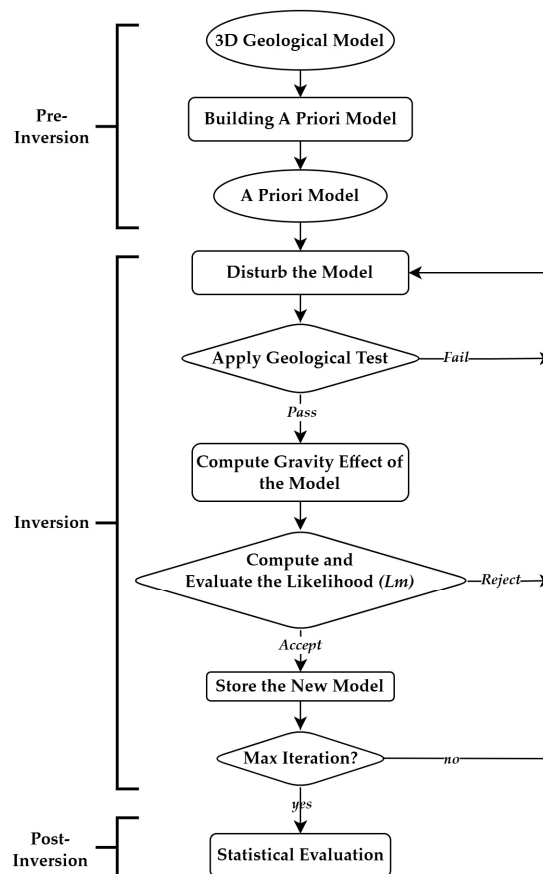 3D Geological Model
Pre-
Inversion
Building A Priori Model
A Priori Model
Disturb the Model
Apply Geological Test
Fail
Pass
Compute Gravity Effect of
the Model
Inversion
Compute and
Evaluate the Likelihood (Lm)
Reject
Accept
Store the New Model
Max Iteration?
no
yes
Post-
Inversion
Statistical Evaluation